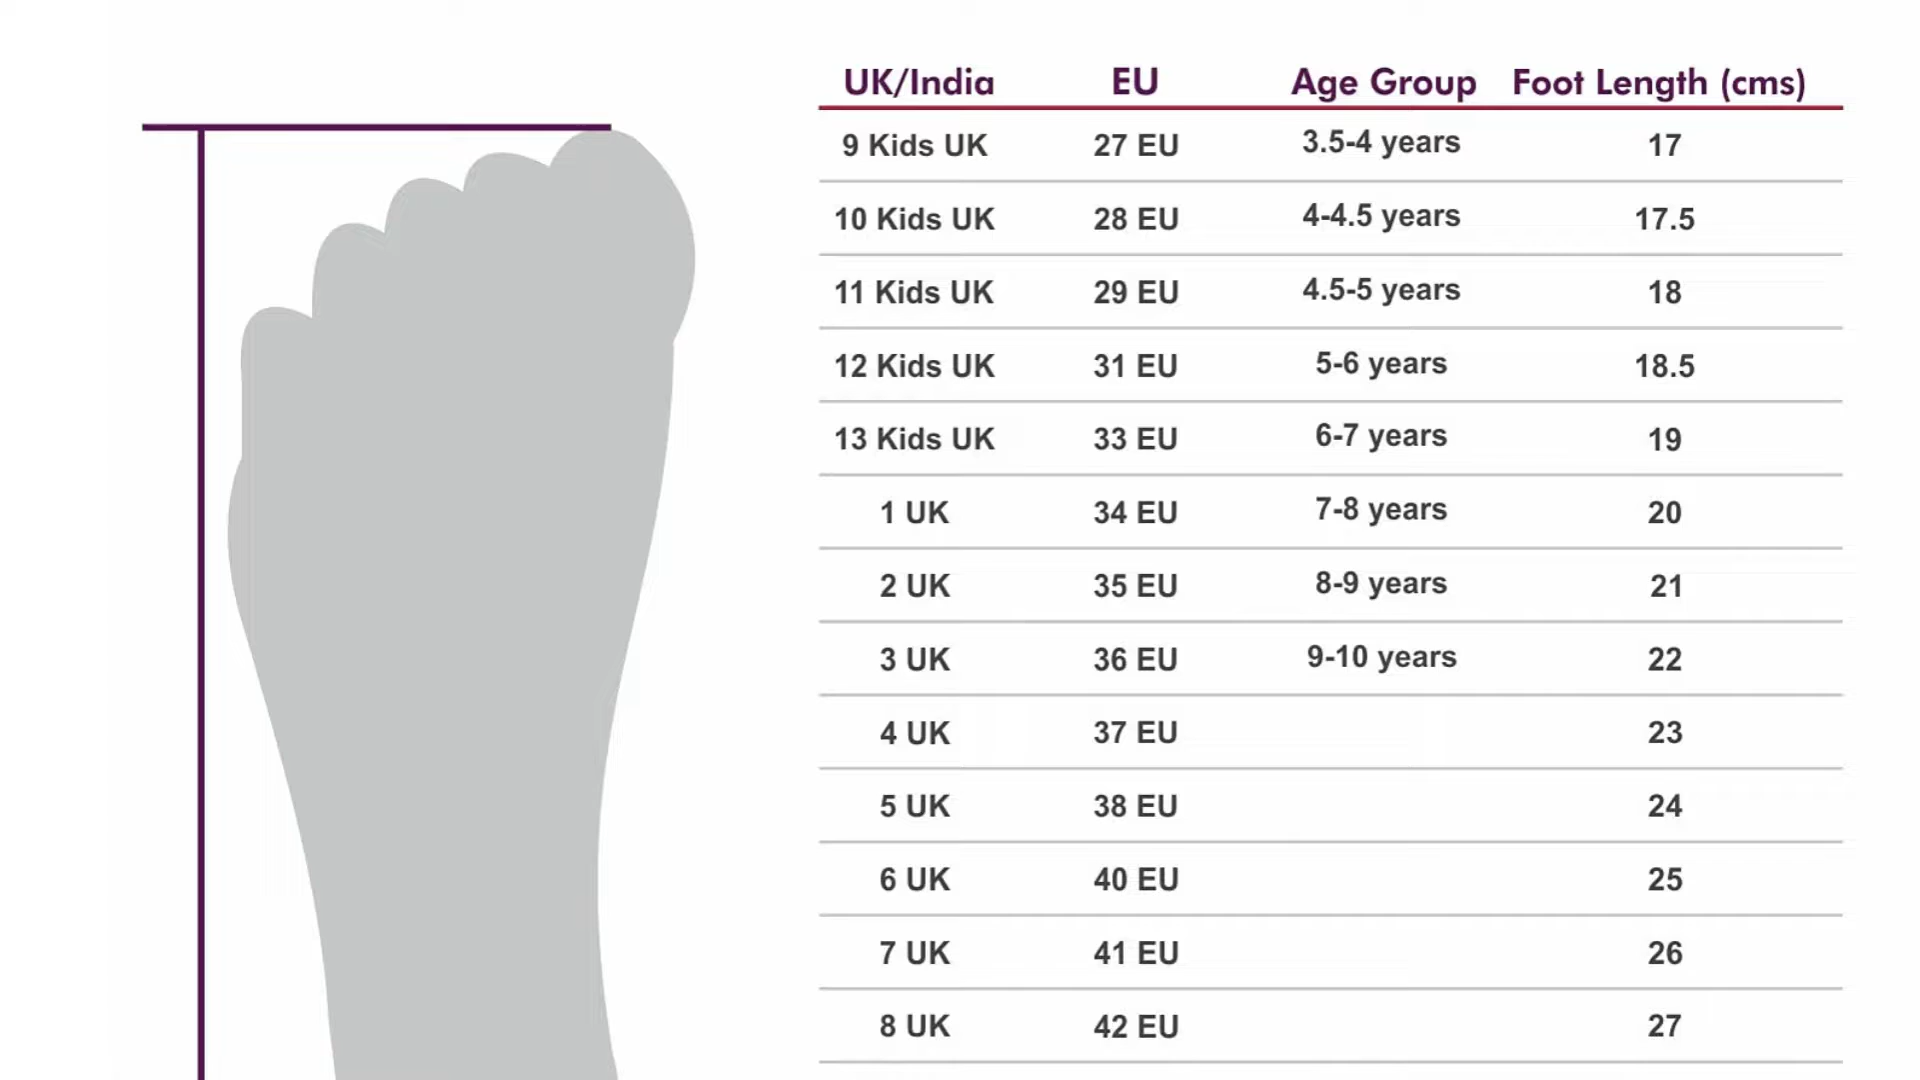 UK/India EU Age Group Foot Length (cms)
9 Kids UK 27 EU 3.5-4 years 17
10 Kids UK 28 EU 4-4.5 years 17.5
11 Kids UK 29 EU 4.5-5 years 18
12 Kids UK 31 EU 5-6 years 18.5
13 Kids UK 33 EU 6-7 years 19
1 UK 34 EU 7-8 years 20
2 UK 35 EU 8-9 years 21
3 UK 36 EU 9-10 years 22
4 UK 37 EU 23
5 UK 38 EU 24
6 UK 40 EU 25
7 UK 41 EU 26
8 UK 42 EU 27